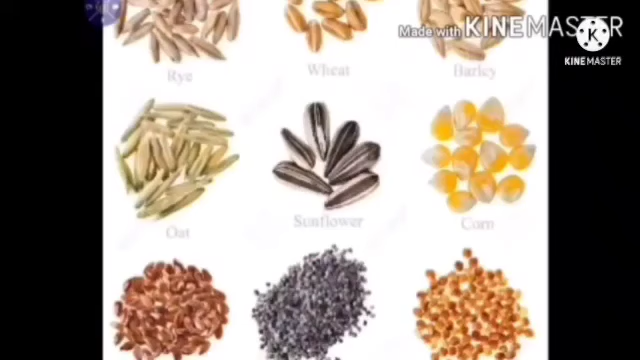 Made with KINEMASTER
K
KINEMASTER
Rye
Wheat
Barley
Oat
Sunflower
Corn